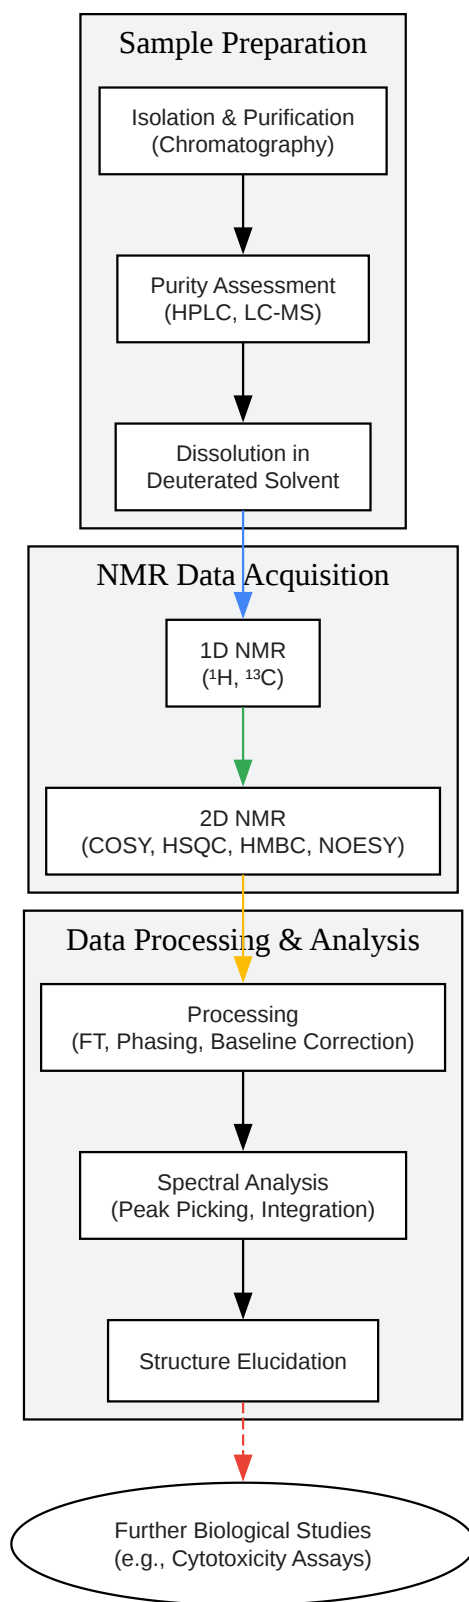 Sample Preparation
Isolation & Purification
(Chromatography)
Purity Assessment
(HPLC, LC-MS)
Dissolution in
Deuterated Solvent
NMR Data Acquisition
1D NMR
(¹H, ¹³C)
2D NMR
(COSY, HSQC, HMBC, NOESY)
Data Processing & Analysis
Processing
(FT, Phasing, Baseline Correction)
Spectral Analysis
(Peak Picking, Integration)
Structure Elucidation
Further Biological Studies
(e.g., Cytotoxicity Assays)